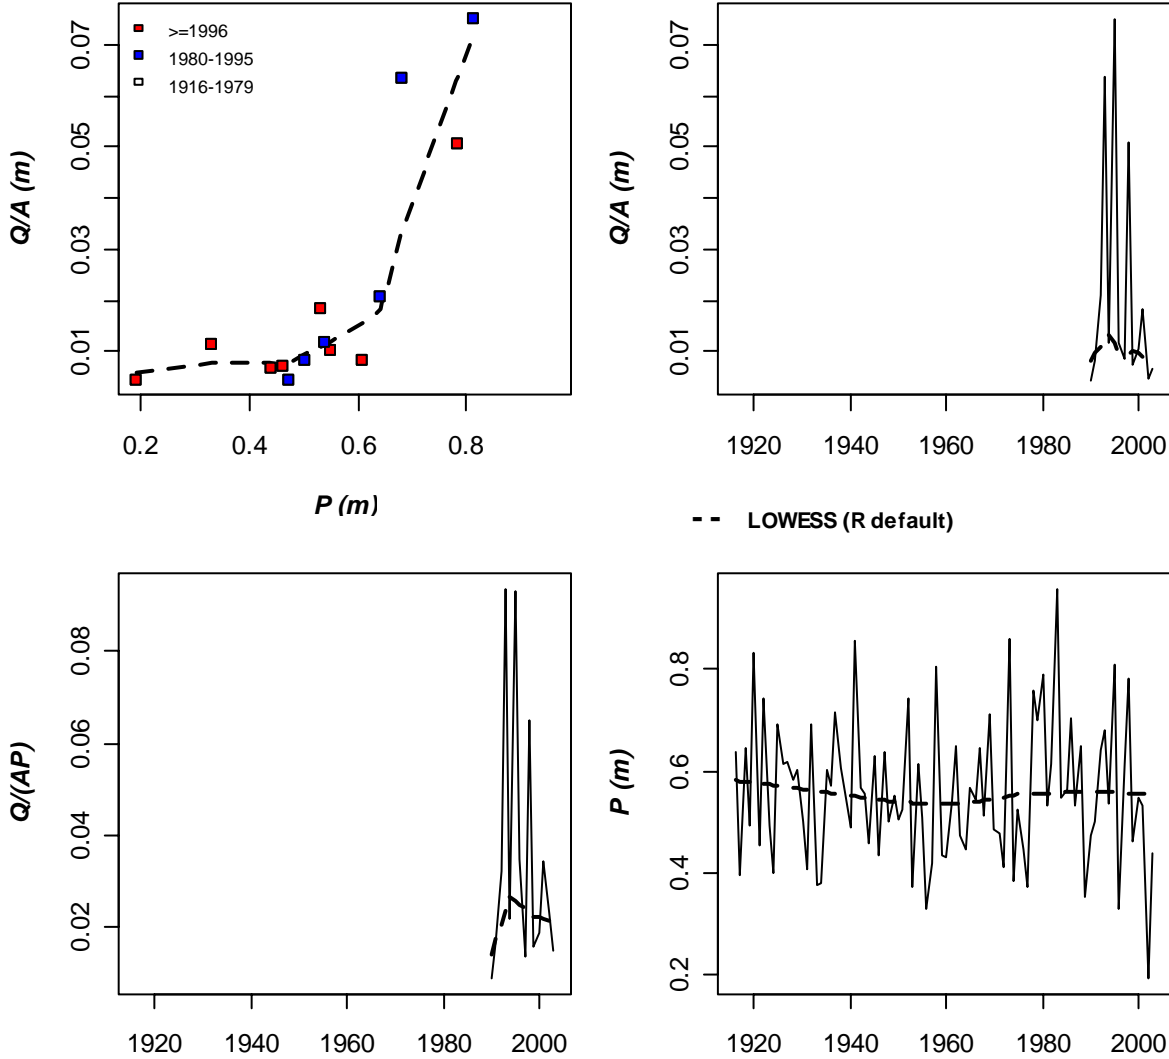 >=1996
1980-1995
1916-1979
Q/A (m)
0.01 0.03 0.05 0.07
0.2 0.4 0.6 0.8
P (m)
Q/A (m)
0.01 0.03 0.05 0.07
1920 1940 1960 1980 2000
LOWESS (R default)
Q/(AP)
0.02 0.04 0.06 0.08
1920 1940 1960 1980 2000
P (m)
0.2 0.4 0.6 0.8
1920 1940 1960 1980 2000